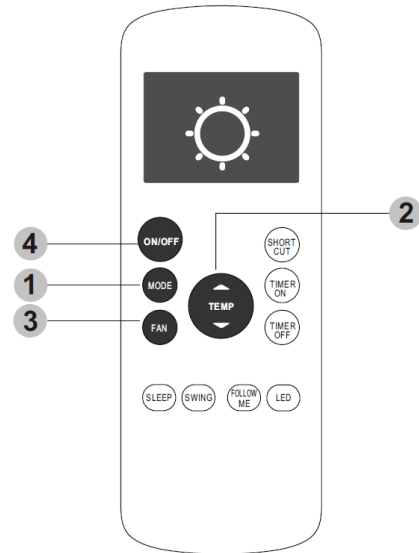 2
4
ON/OFF
SHORT
CUT
1
MODE
TEMP
TIMER
ON
3
FAN
TIMER
OFF
SLEEP
SWING
FOLLOW
ME
LED